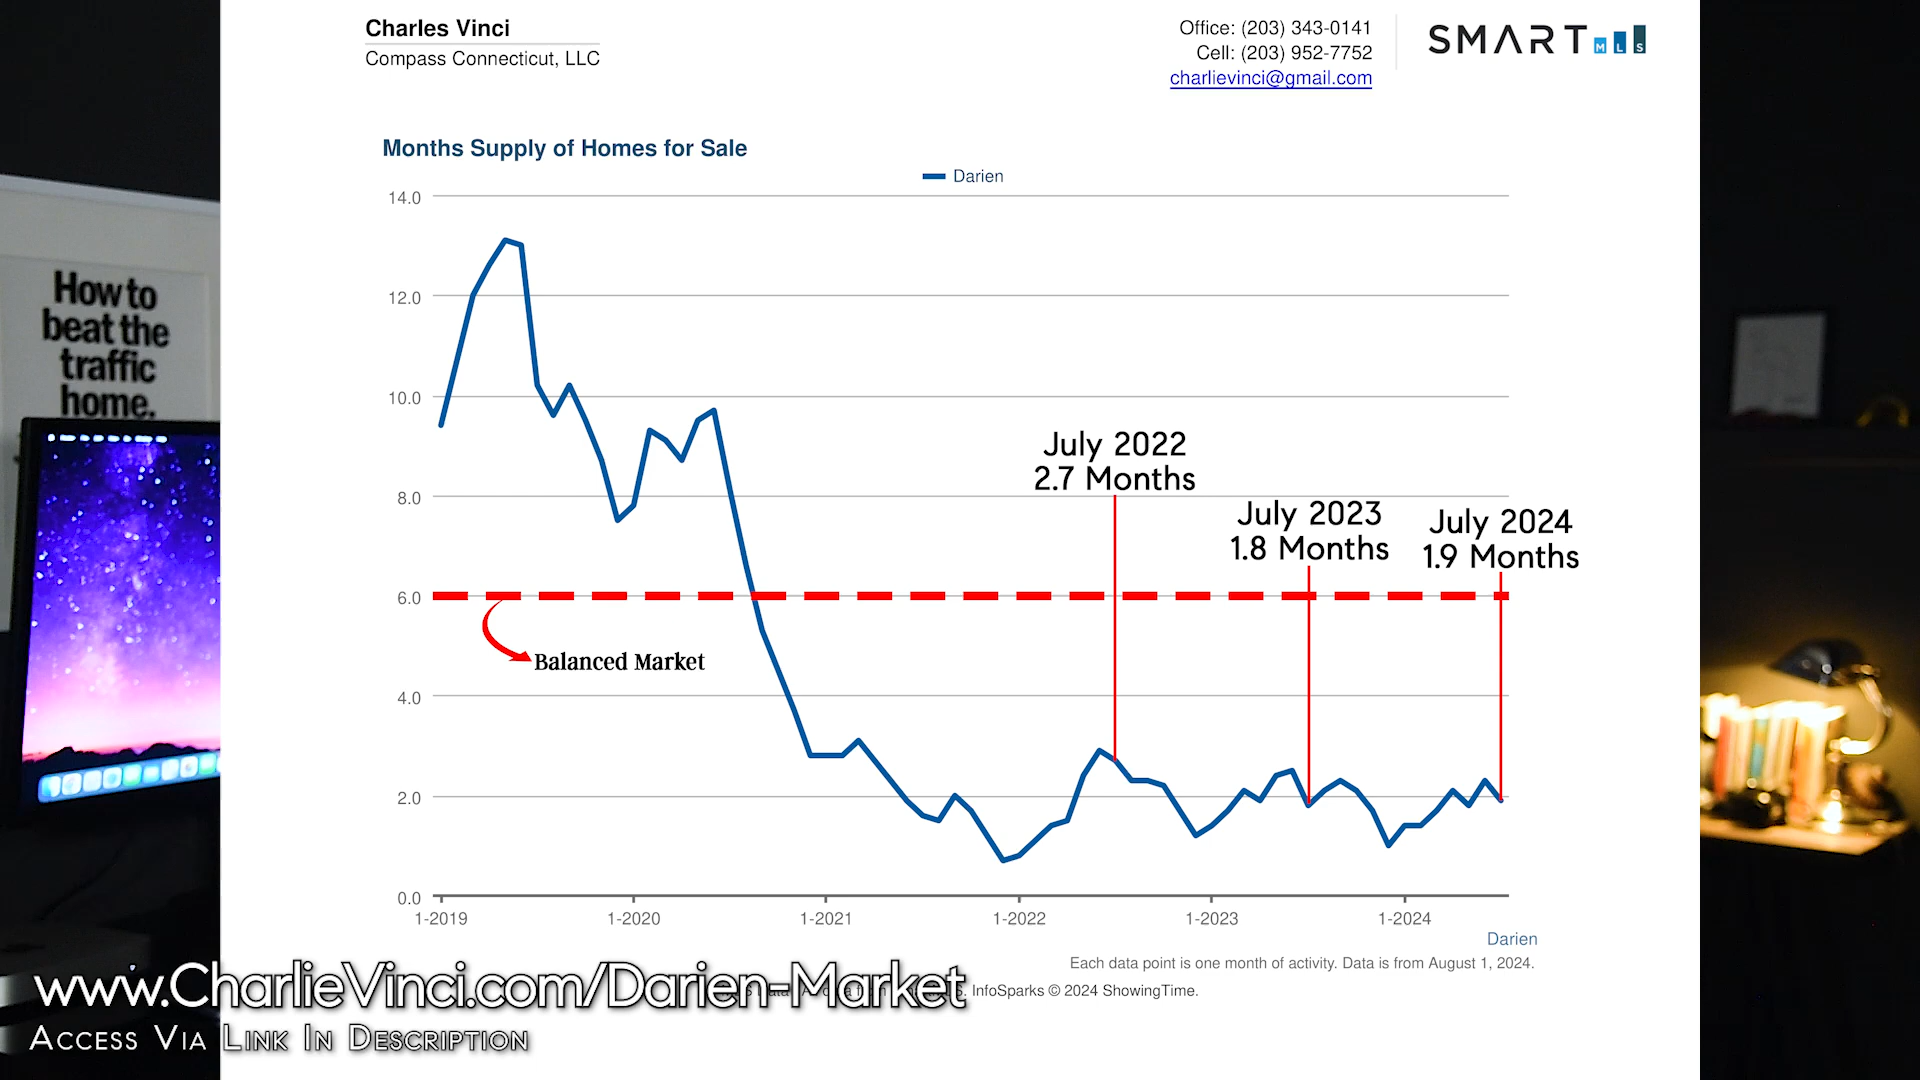 Charles Vinci
Compass Connecticut, LLC
Office: (203) 343-0141
Cell: (203) 952-7752
charlievinci@gmail.com
SMART MLS
Months Supply of Homes for Sale
Darien
14.0
12.0
10.0
8.0
6.0
4.0
2.0
0.0
July 2022
2.7 Months
July 2023
1.8 Months
July 2024
1.9 Months
Balanced Market
1-2019
1-2020
1-2021
1-2022
1-2023
1-2024
Darien
Each data point is one month of activity. Data is from August 1, 2024.
InfoSparks © 2024 ShowingTime.
www.CharlieVinci.com/Darien-Market
Access Via Link In Description
How to
beat the
traffic
home.